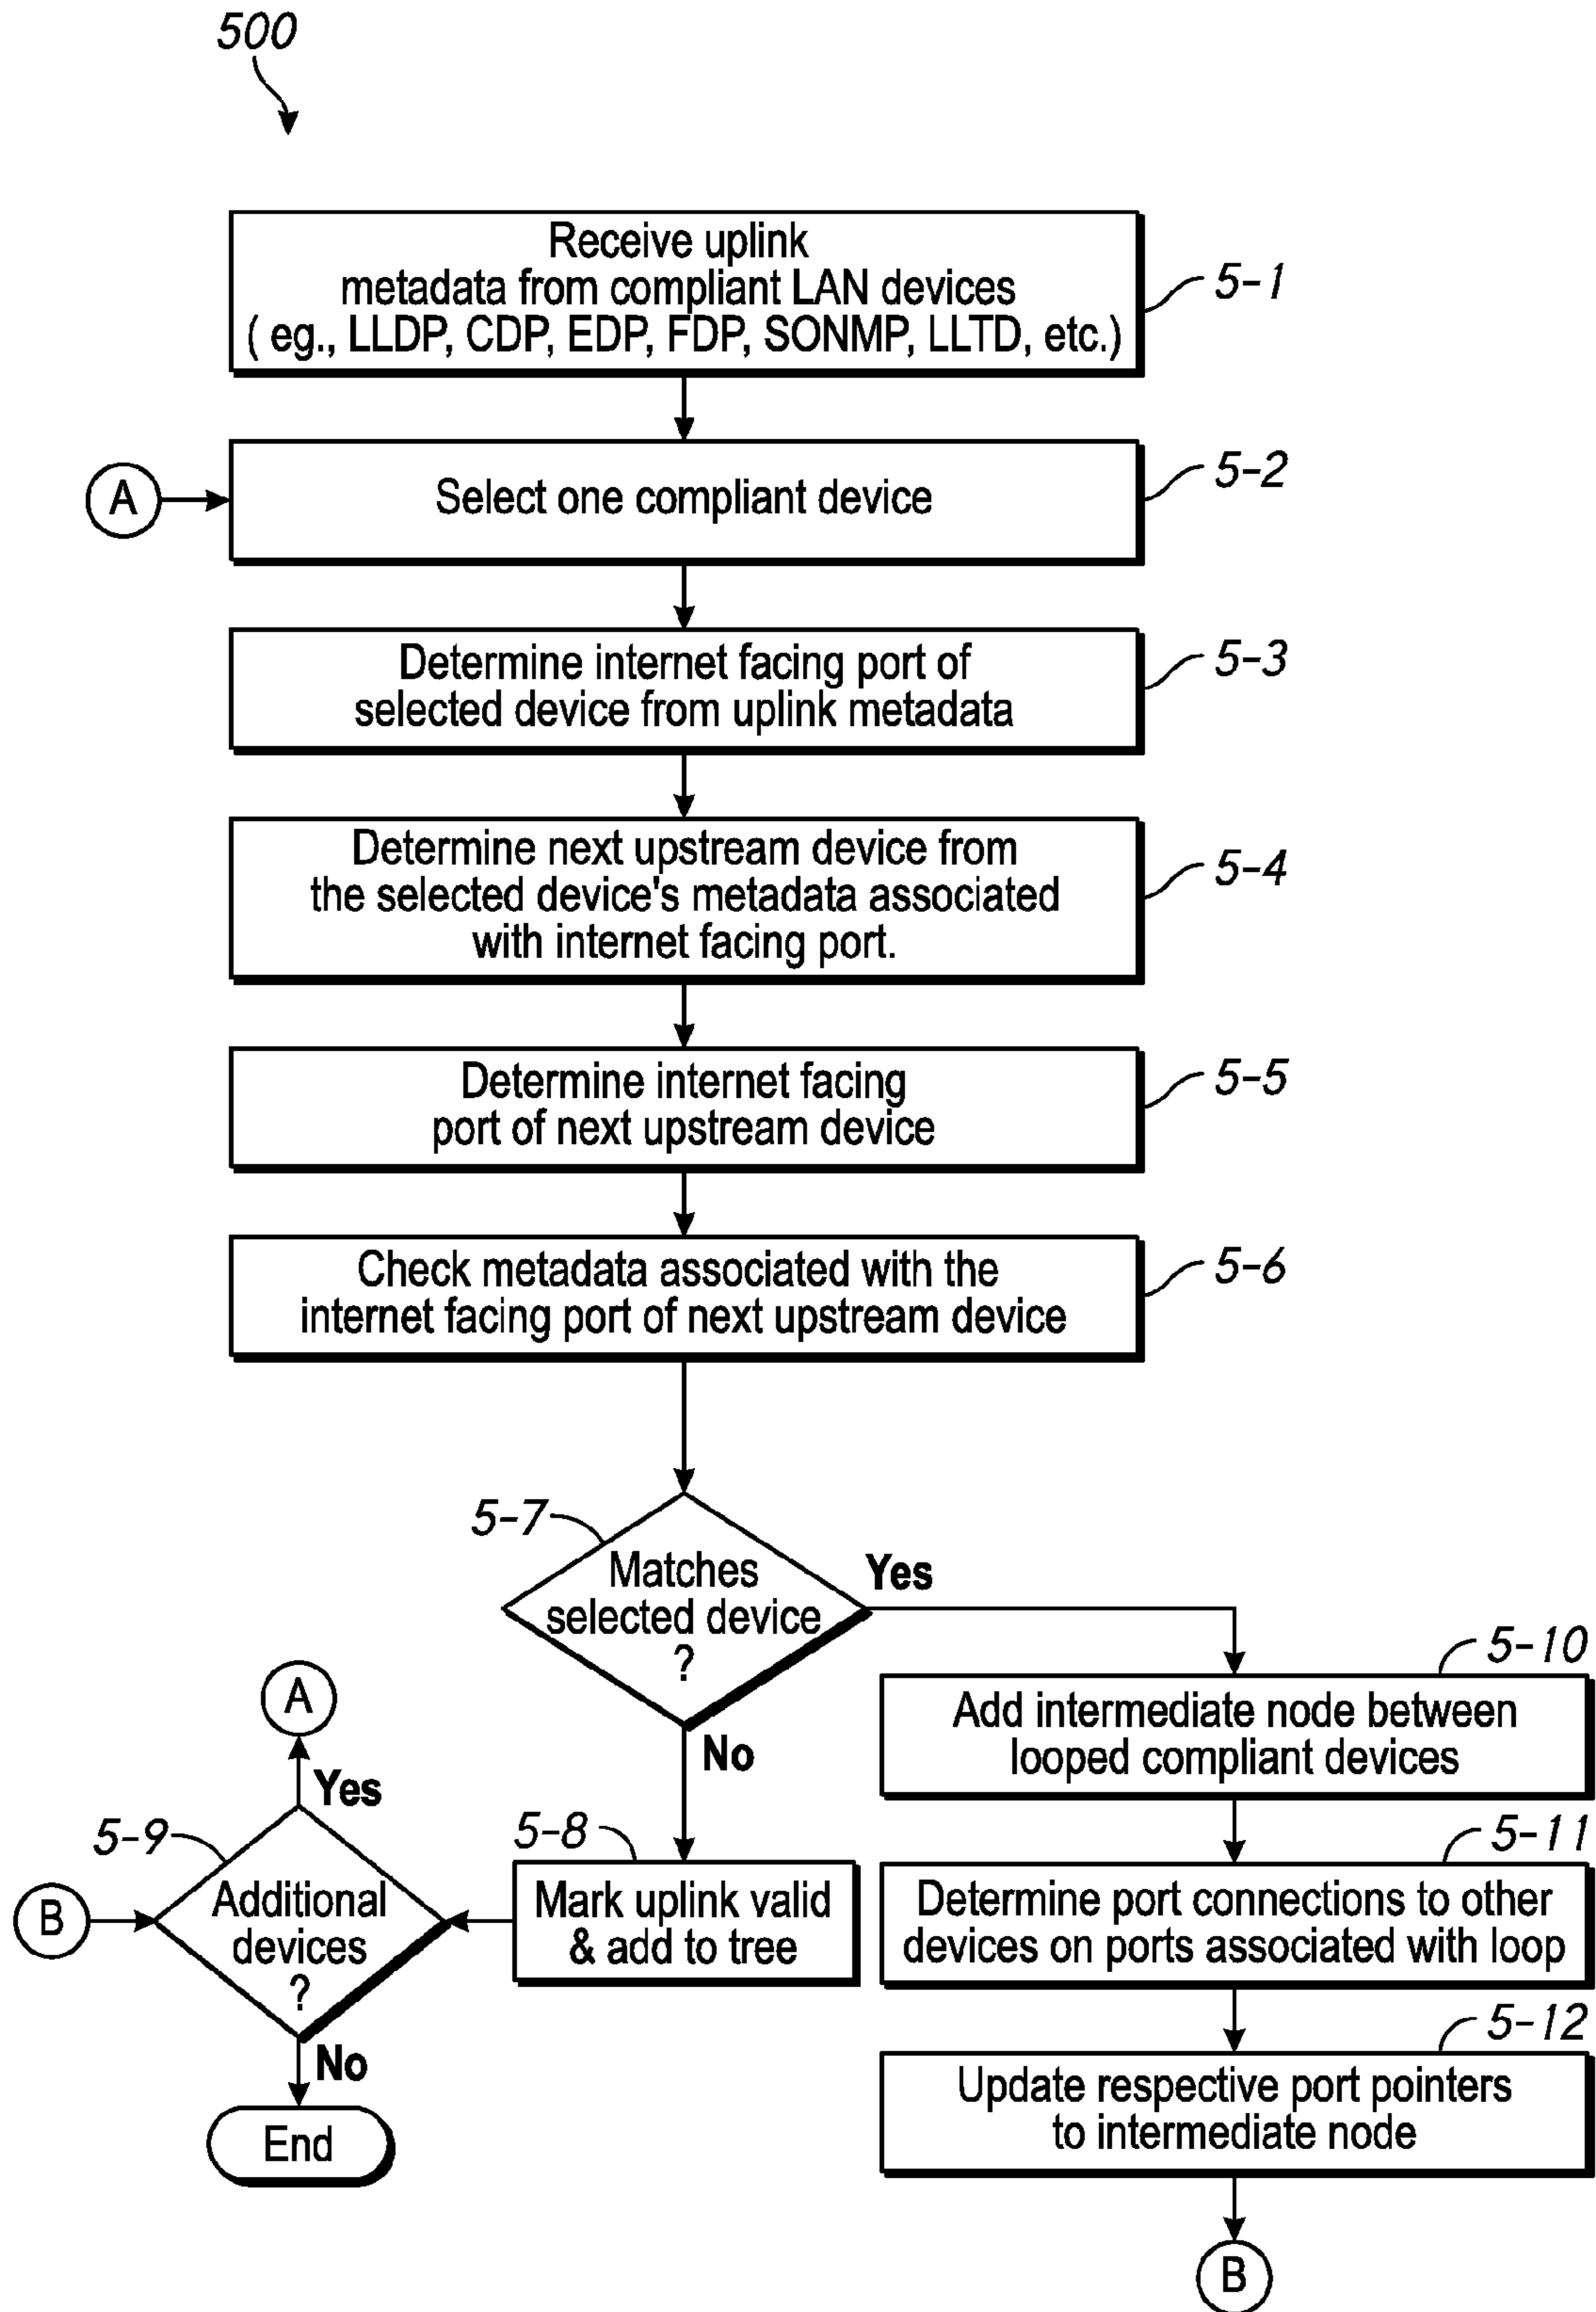 500
Receive uplink
metadata from compliant LAN devices
( eg., LLDP, CDP, EDP, FDP, SONMP, LLTD, etc.)
5-1
A
Select one compliant device
5-2
Determine internet facing port of
selected device from uplink metadata
5-3
Determine next upstream device from
the selected device's metadata associated
with internet facing port.
5-4
Determine internet facing
port of next upstream device
5-5
Check metadata associated with the
internet facing port of next upstream device
5-6
5-7
Matches
selected device
?
Yes
No
5-10
Add intermediate node between
looped compliant devices
A
Yes
5-9
B
Additional
devices
?
5-8
Mark uplink valid
& add to tree
5-11
Determine port connections to other
devices on ports associated with loop
No
End
5-12
Update respective port pointers
to intermediate node
B